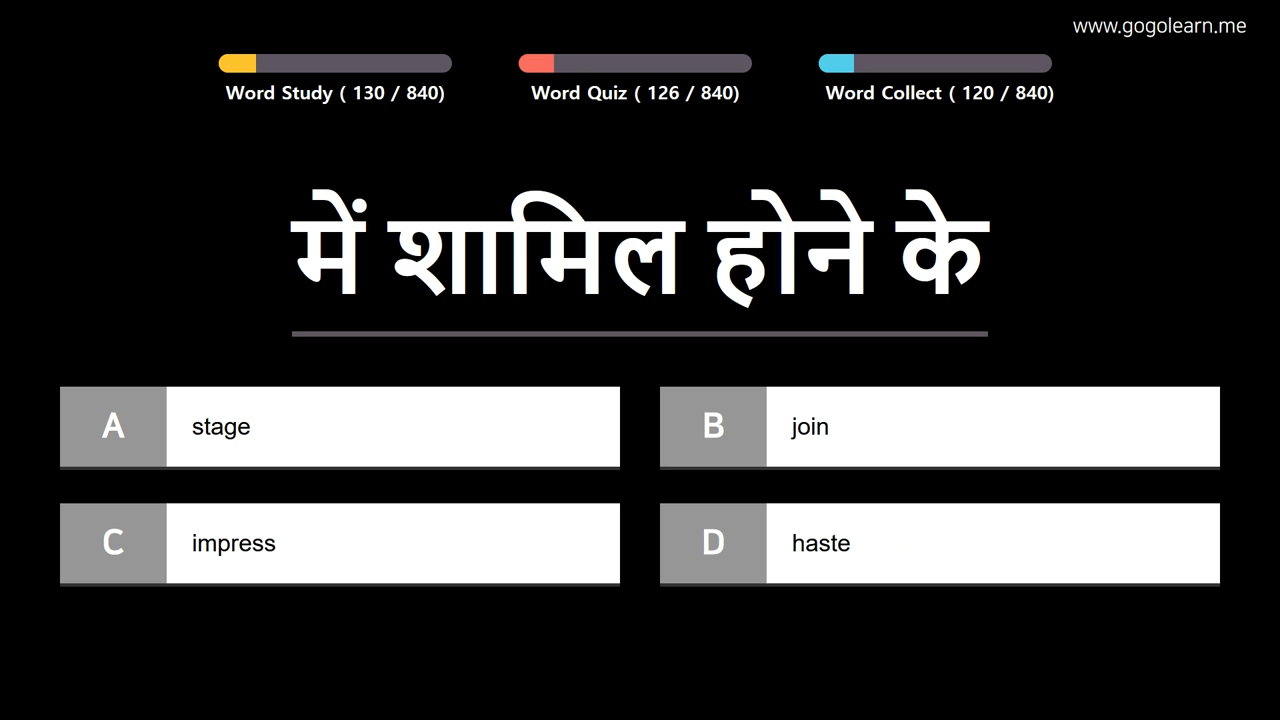 www.gogolearn.me
Word Study ( 130 / 840)
Word Quiz ( 126 / 840)
Word Collect ( 120 / 840)
में शामिल होने के
A stage
B join
C impress
D haste